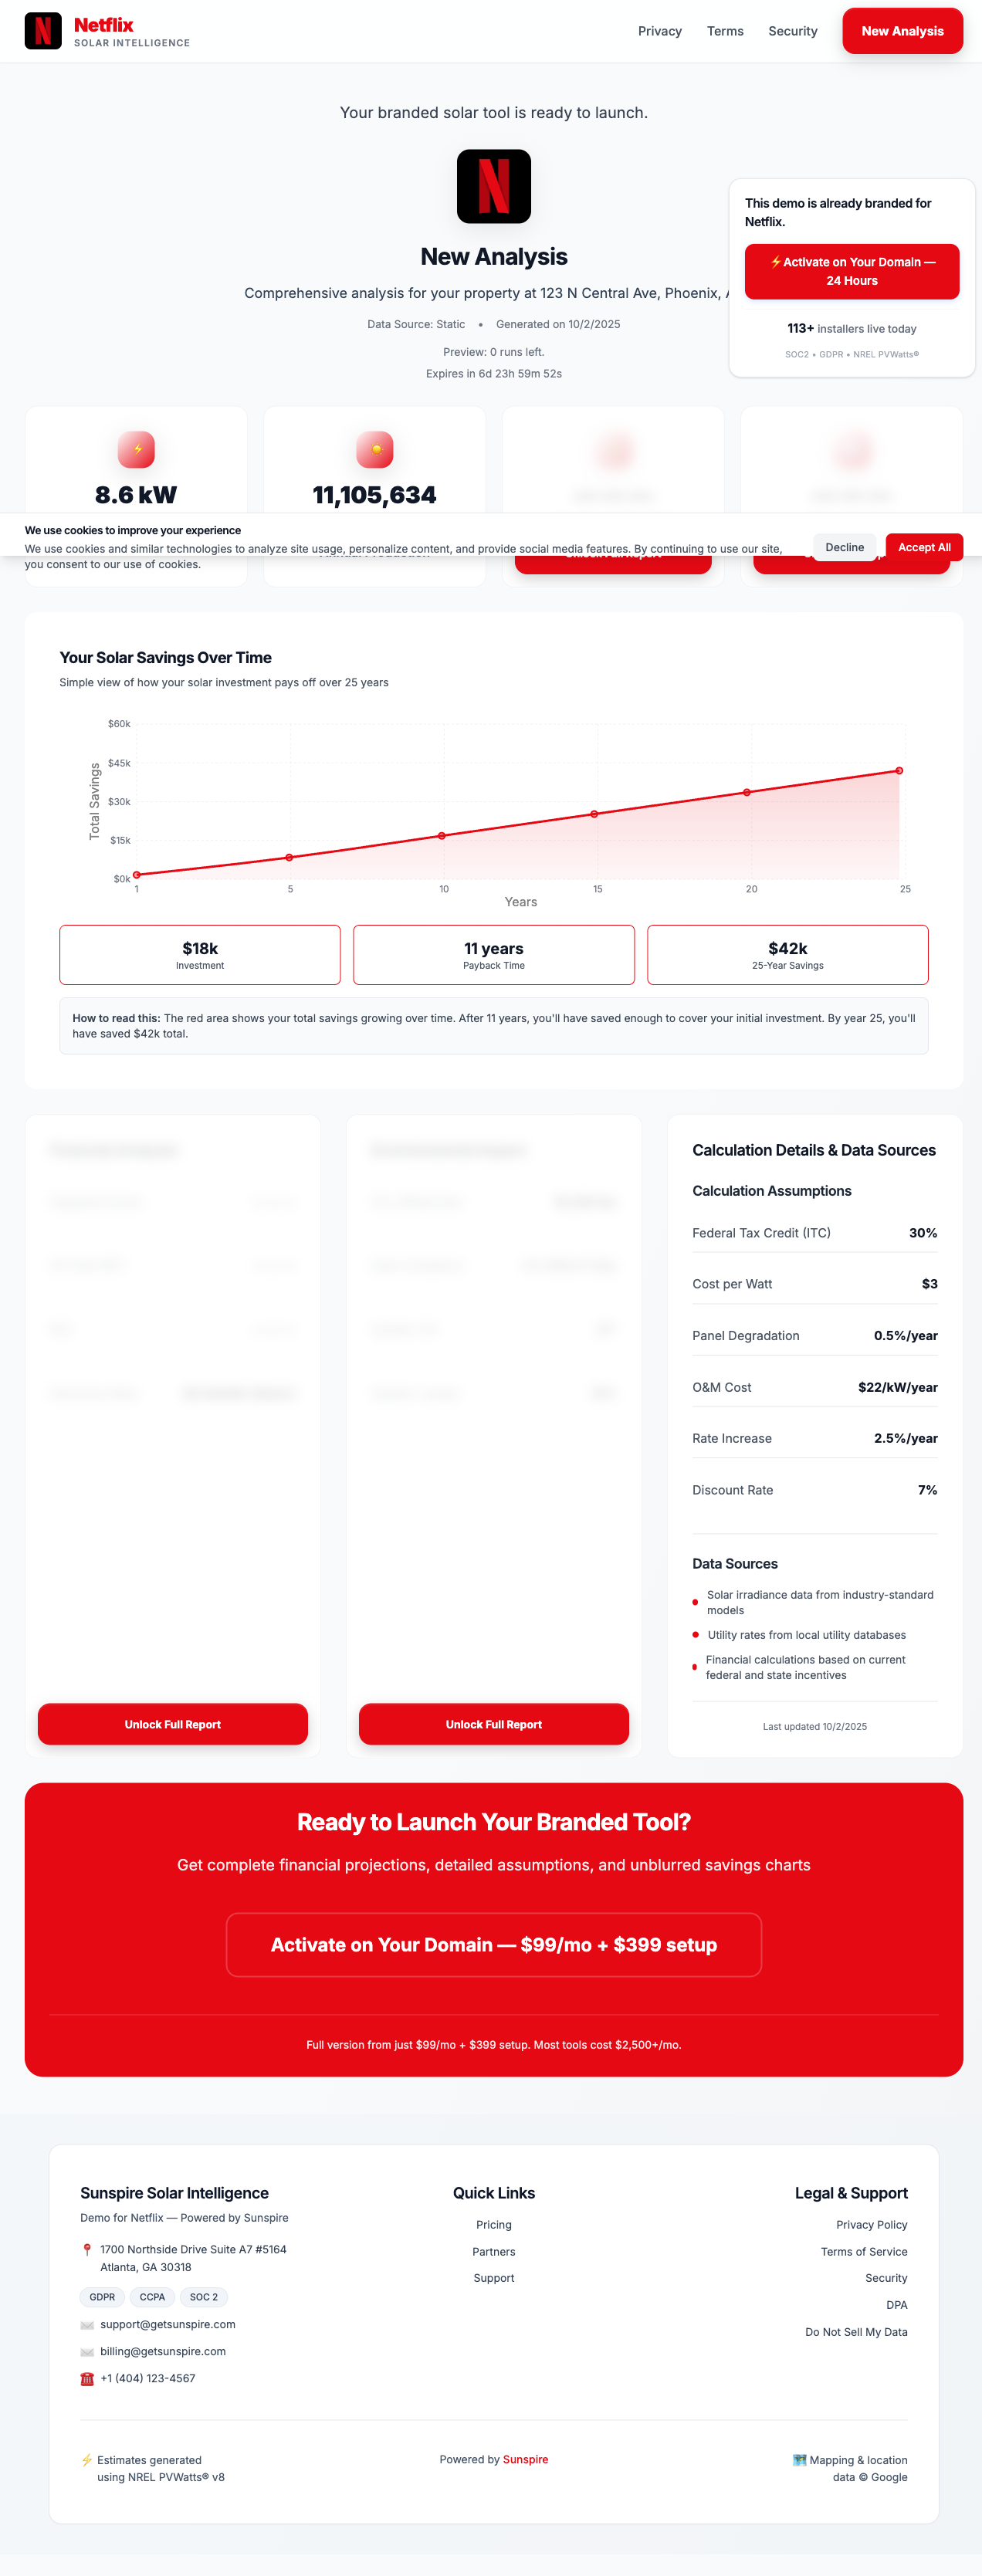 Netflix
SOLAR INTELLIGENCE
Privacy
Terms
Security
New Analysis
Your branded solar tool is ready to launch.
New Analysis
Comprehensive analysis for your property at 123 N Central Ave, Phoenix,
Data Source: Static • Generated on 10/2/2025
Preview: 0 runs left.
Expires in 6d 23h 59m 52s
This demo is already branded for
Netflix.
⚡Activate on Your Domain —
24 Hours
113+ installers live today
SOC2 • GDPR • NREL PVWatts®
8.6 kW
11,105,634
We use cookies to improve your experience
We use cookies and similar technologies to analyze site usage, personalize content, and provide social media features. By continuing to use our site,
you consent to our use of cookies.
Decline
Accept All
Your Solar Savings Over Time
Simple view of how your solar investment pays off over 25 years
Total Savings
$60k
$45k
$30k
$15k
$0k
1
5
10
15
20
25
Years
$18k
Investment
11 years
Payback Time
$42k
25-Year Savings
How to read this: The red area shows your total savings growing over time. After 11 years, you'll have saved enough to cover your initial investment. By year 25, you'll
have saved $42k total.
Unlock Full Report
Unlock Full Report
Calculation Details & Data Sources
Calculation Assumptions
Federal Tax Credit (ITC) 30%
Cost per Watt $3
Panel Degradation 0.5%/year
O&M Cost $22/kW/year
Rate Increase 2.5%/year
Discount Rate 7%
Data Sources
Solar irradiance data from industry-standard
models
Utility rates from local utility databases
Financial calculations based on current
federal and state incentives
Last updated 10/2/2025
Ready to Launch Your Branded Tool?
Get complete financial projections, detailed assumptions, and unblurred savings charts
Activate on Your Domain — $99/mo + $399 setup
Full version from just $99/mo + $399 setup. Most tools cost $2,500+/mo.
Sunspire Solar Intelligence
Demo for Netflix — Powered by Sunspire
1700 Northside Drive Suite A7 #5164
Atlanta, GA 30318
GDPR
CCPA
SOC 2
support@getsunspire.com
billing@getsunspire.com
+1 (404) 123-4567
Quick Links
Pricing
Partners
Support
Legal & Support
Privacy Policy
Terms of Service
Security
DPA
Do Not Sell My Data
Estimates generated
using NREL PVWatts® v8
Powered by Sunspire
Mapping & location
data © Google